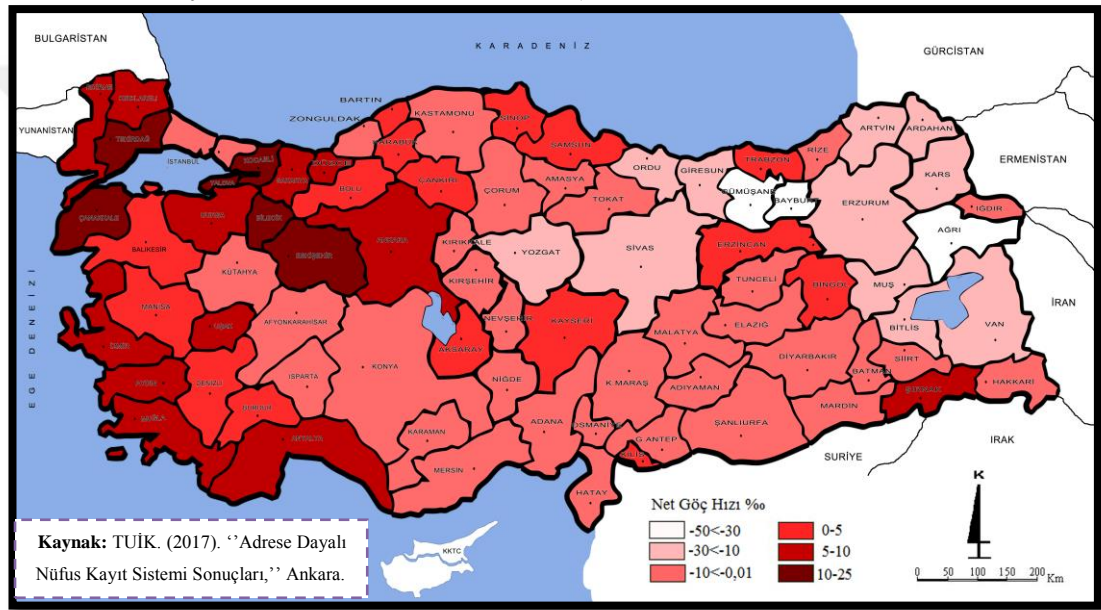 BULGARİSTAN
KARADENİZ
GÜRCİSTAN
YUNANİSTAN
ERMENİSTAN
İRAN
IRAK
SURİYE
KKTC
EGE DENEİZİ
KIRKLARELİ
TEKİRDAĞ
İSTANBUL
KOCAELİ
YALOVA
SAKARYA
DÜZCE
ZONGULDAK
BARTIN
KARABÜK
KASTAMONU
SİNOP
SAMSUN
ORDU
GİRESUN
TRABZON
RİZE
ARTVİN
ARDAHAN
KARS
IĞDIR
AĞRI
ERZURUM
BAYBURT
GÜMÜŞANE
ÇANAKKALE
BALIKESİR
BURSA
BİLECİK
ESKİŞEHİR
BOLU
ANKARA
ÇANKIRI
ÇORUM
AMASYA
TOKAT
KIRIKKALE
KIRŞEHİR
YOZGAT
SİVAS
ERZİNCAN
TUNCELİ
BİNGÖL
MUŞ
BİTLİS
VAN
KÜTAHYA
MANİSA
UŞAK
AFYONKARAHİSAR
İZMİR
AYDIN
DENİZLİ
MUĞLA
BURDUR
ISPARTA
ANTALYA
KONYA
AKSARAY
NEVŞEHİR
KAYSERİ
NİĞDE
KARAMAN
MERSİN
ADANA
OSMANİYE
HATAY
K.MARAŞ
MALATYA
ELAZIĞ
ADIYAMAN
G.ANTEP
KİLİS
ŞANLIURFA
DİYARBAKIR
BATMAN
SİİRT
MARDİN
ŞIRNAK
HAKKARİ
Net Göç Hızı ‰
-50<-30
-30<-10
-10<-0,01
0-5
5-10
10-25
K
0 50 100 150 200
Km
Kaynak: TUİK. (2017). ‘’Adrese Dayalı
Nüfus Kayıt Sistemi Sonuçları,’’ Ankara.